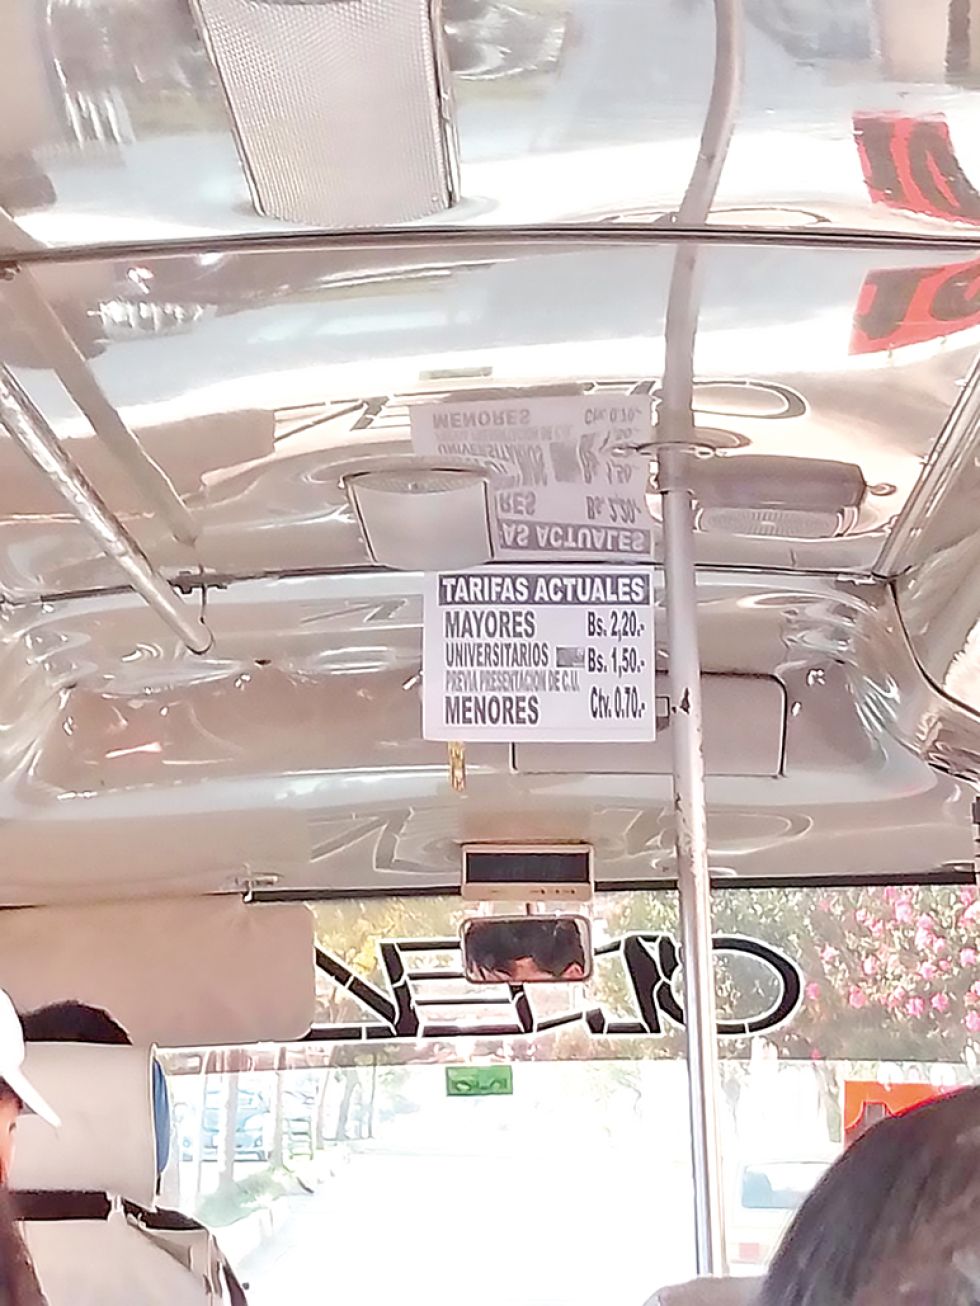 TARIFAS ACTUALES
MAYORES Bs. 2,20.-
UNIVERSITARIOS Bs. 1,50.-
PREVIA PRESENTACION DE C.U.
MENORES Ctv. 0.70.-